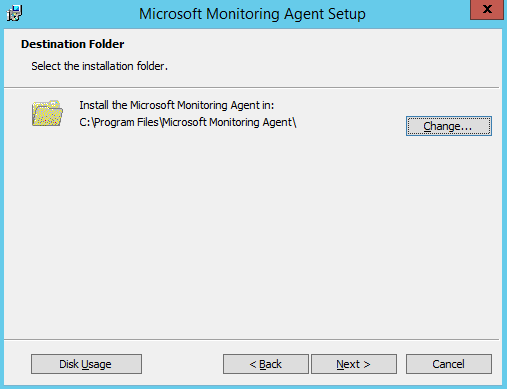 Microsoft Monitoring Agent Setup
x
Destination Folder
Select the installation folder.
Install the Microsoft Monitoring Agent in:
C:\Program Files\Microsoft Monitoring Agent\
Change...
Disk Usage
< Back
Next >
Cancel